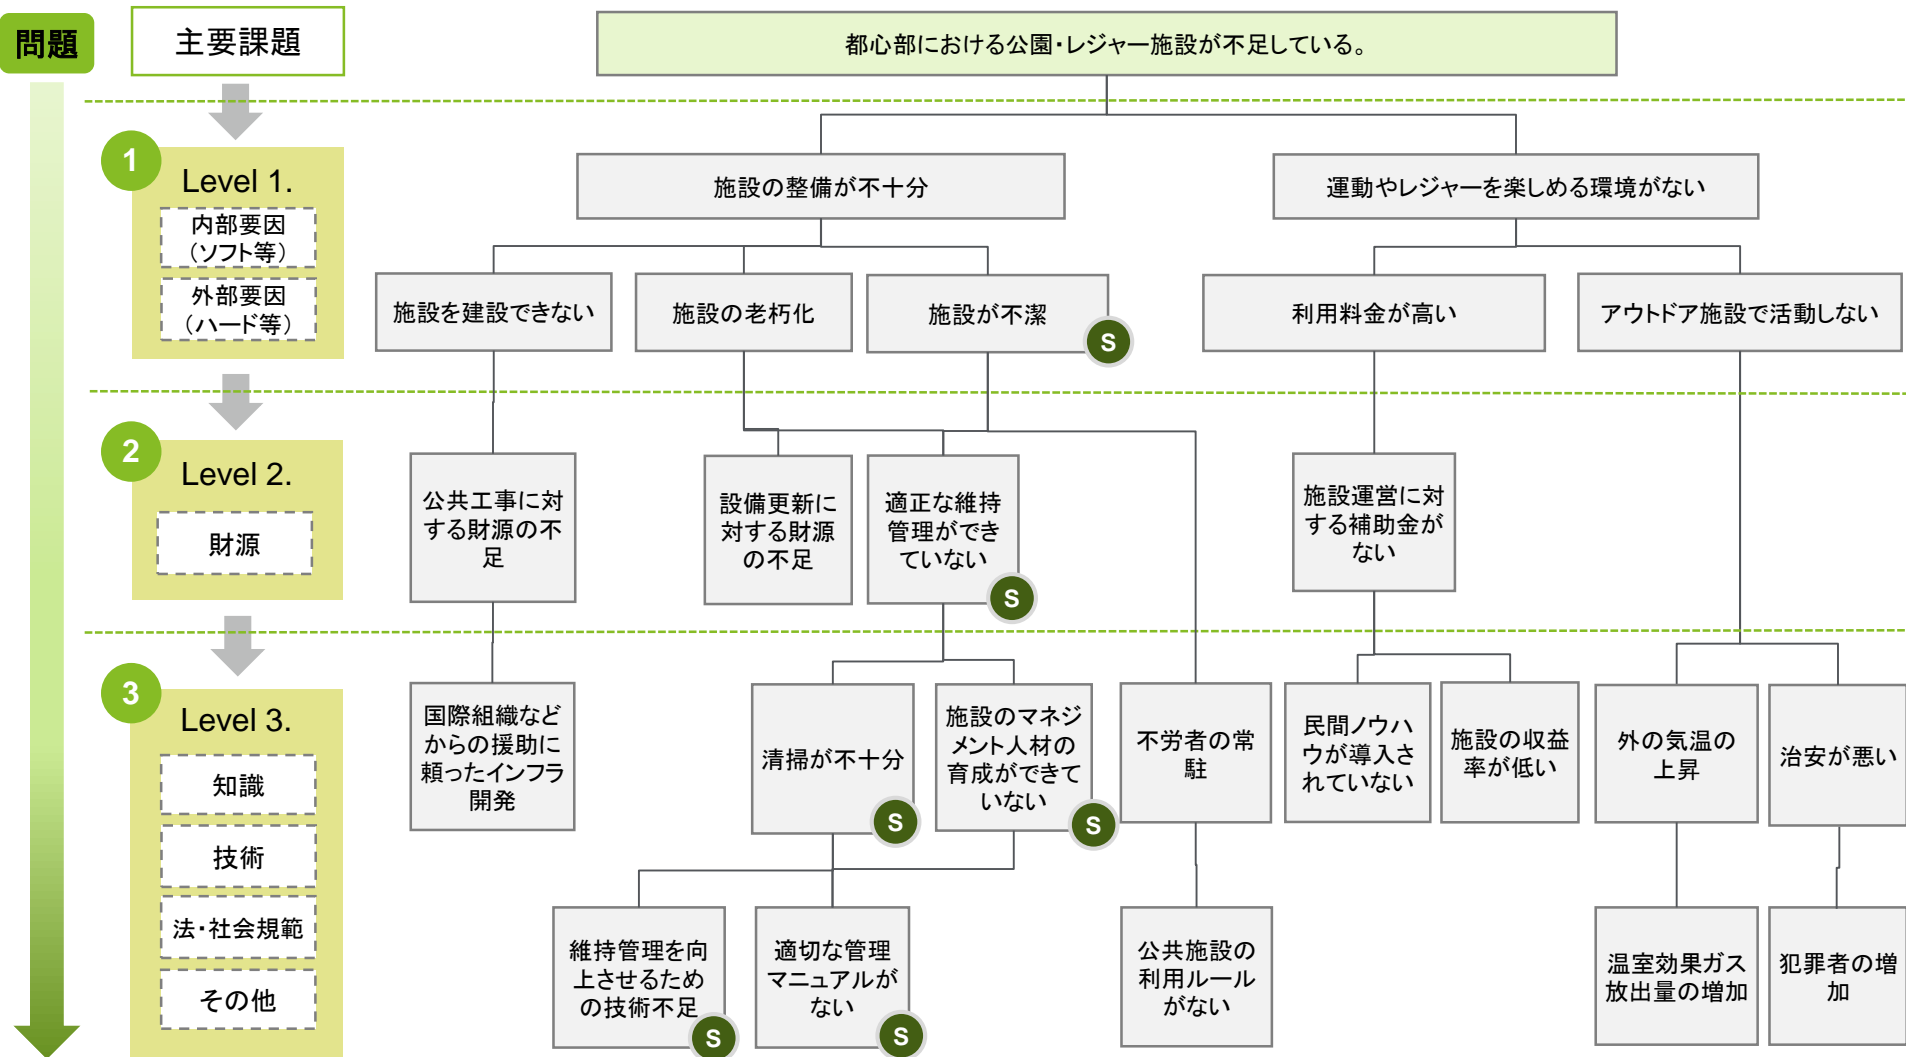 問題
主要課題
都心部における公園・レジャー施設が不足している。
1
Level 1.
内部要因
（ソフト等）
外部要因
（ハード等）
施設の整備が不十分
運動やレジャーを楽しめる環境がない
施設を建設できない
施設の老朽化
施設が不潔
S
利用料金が高い
アウトドア施設で活動しない
2
Level 2.
財源
公共工事に対
する財源の不
足
設備更新に
対する財源
の不足
適正な維持
管理ができ
ていない
S
施設運営に対
する補助金が
ない
3
Level 3.
知識
技術
法・社会規範
その他
国際組織など
からの援助に
頼ったインフラ
開発
清掃が不十分
S
施設のマネジ
メント人材の
育成ができて
いない
S
不労者の常
駐
民間ノウハ
ウが導入さ
れていない
施設の収益
率が低い
外の気温の
上昇
治安が悪い
維持管理を向
上させるため
の技術不足
S
適切な管理
マニュアルが
ない
S
公共施設の
利用ルール
がない
温室効果ガス
放出量の増加
犯罪者の増
加